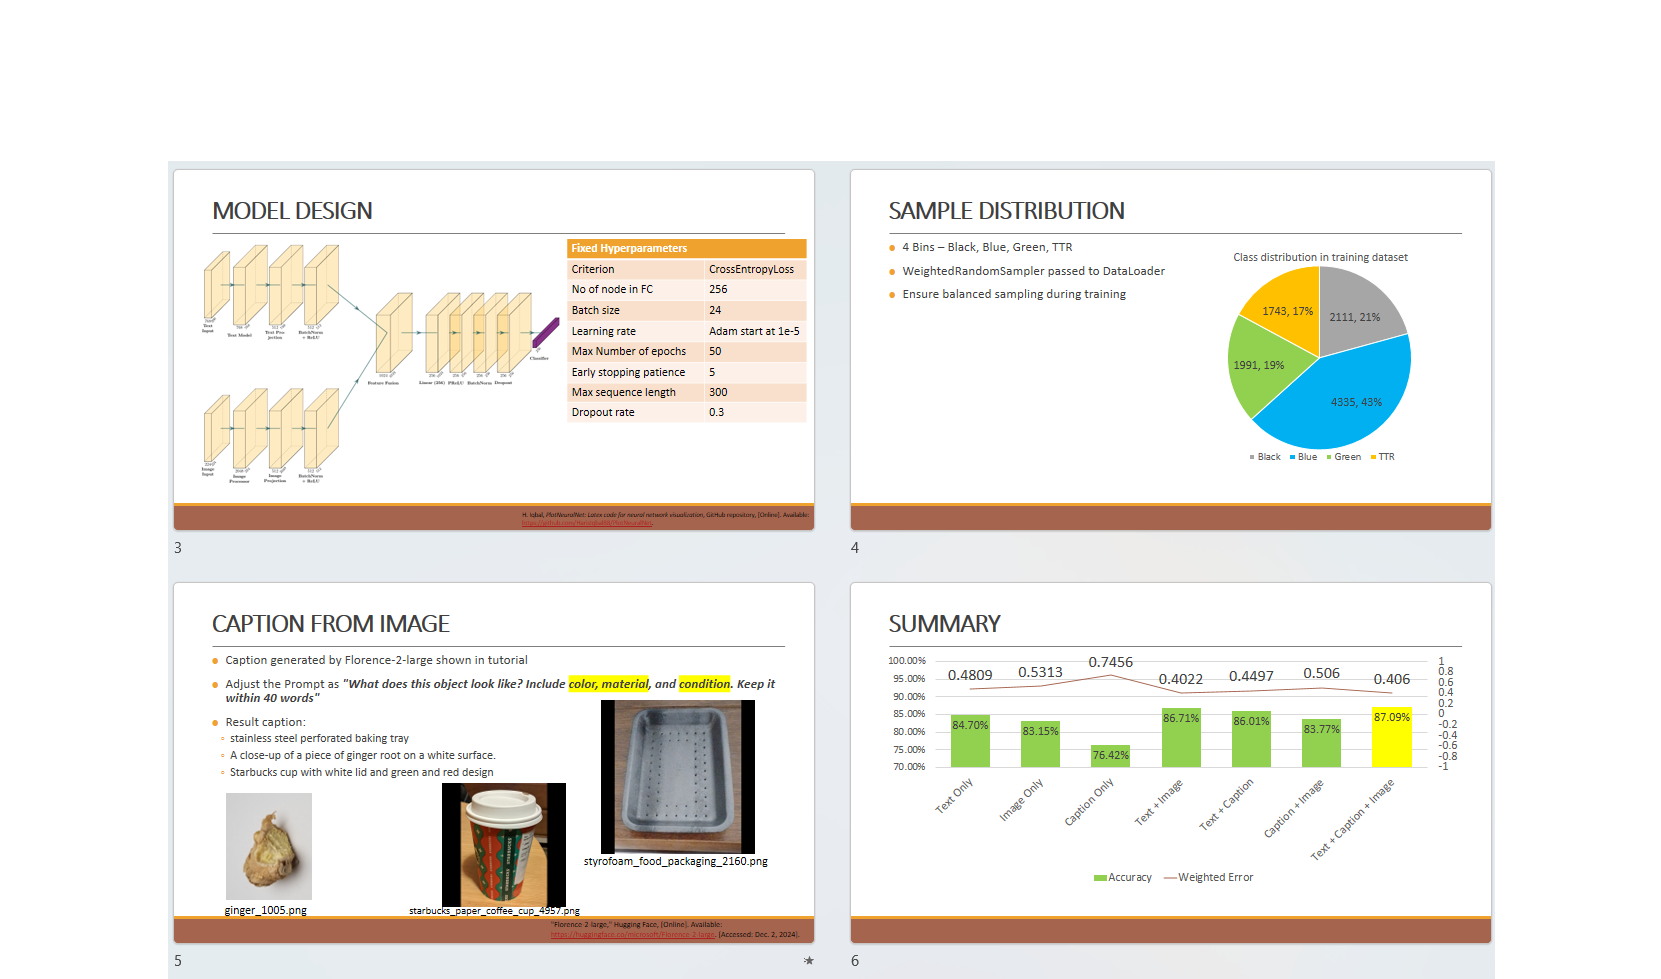 MODEL DESIGN
Text Input
Text Model
Text Projection
BatchNorm + ReLU
Feature Fusion
Linear (256)
PReLU
BatchNorm
Dropout
Classifier
Image Input
Image Processor
Image Projection
BatchNorm + ReLU
Fixed Hyperparameters
Criterion CrossEntropyLoss
No of node in FC 256
Batch size 24
Learning rate Adam start at 1e-5
Max Number of epochs 50
Early stopping patience 5
Max sequence length 300
Dropout rate 0.3
H. Iqbal, PlotNeuralNet: Latex code for neural network visualization, GitHub repository, [Online]. Available:
https://github.com/HarisIqbal88/PlotNeuralNet.
3
SAMPLE DISTRIBUTION
4 Bins – Black, Blue, Green, TTR
WeightedRandomSampler passed to DataLoader
Ensure balanced sampling during training
Class distribution in training dataset
1743, 17%
2111, 21%
1991, 19%
4335, 43%
Black Blue Green TTR
4
CAPTION FROM IMAGE
Caption generated by Florence-2-large shown in tutorial
Adjust the Prompt as "What does this object look like? Include color, material, and condition. Keep it
within 40 words"
Result caption:
stainless steel perforated baking tray
A close-up of a piece of ginger root on a white surface.
Starbucks cup with white lid and green and red design
styrofoam_food_packaging_2160.png
ginger_1005.png
starbucks_paper_coffee_cup_4957.png
"Florence-2-large," Hugging Face, [Online]. Available:
https://huggingface.co/microsoft/Florence-2-large. [Accessed: Dec. 2, 2024].
5
SUMMARY
100.00%
95.00%
90.00%
85.00%
80.00%
75.00%
70.00%
0.4809
0.5313
0.7456
0.4022
0.4497
0.506
0.406
84.70%
83.15%
76.42%
86.71%
86.01%
83.77%
87.09%
1
0.8
0.6
0.4
0.2
0
-0.2
-0.4
-0.6
-0.8
-1
Text Only
Image Only
Caption Only
Text + Image
Text + Caption
Caption + Image
Text + Caption + Image
Accuracy Weighted Error
6